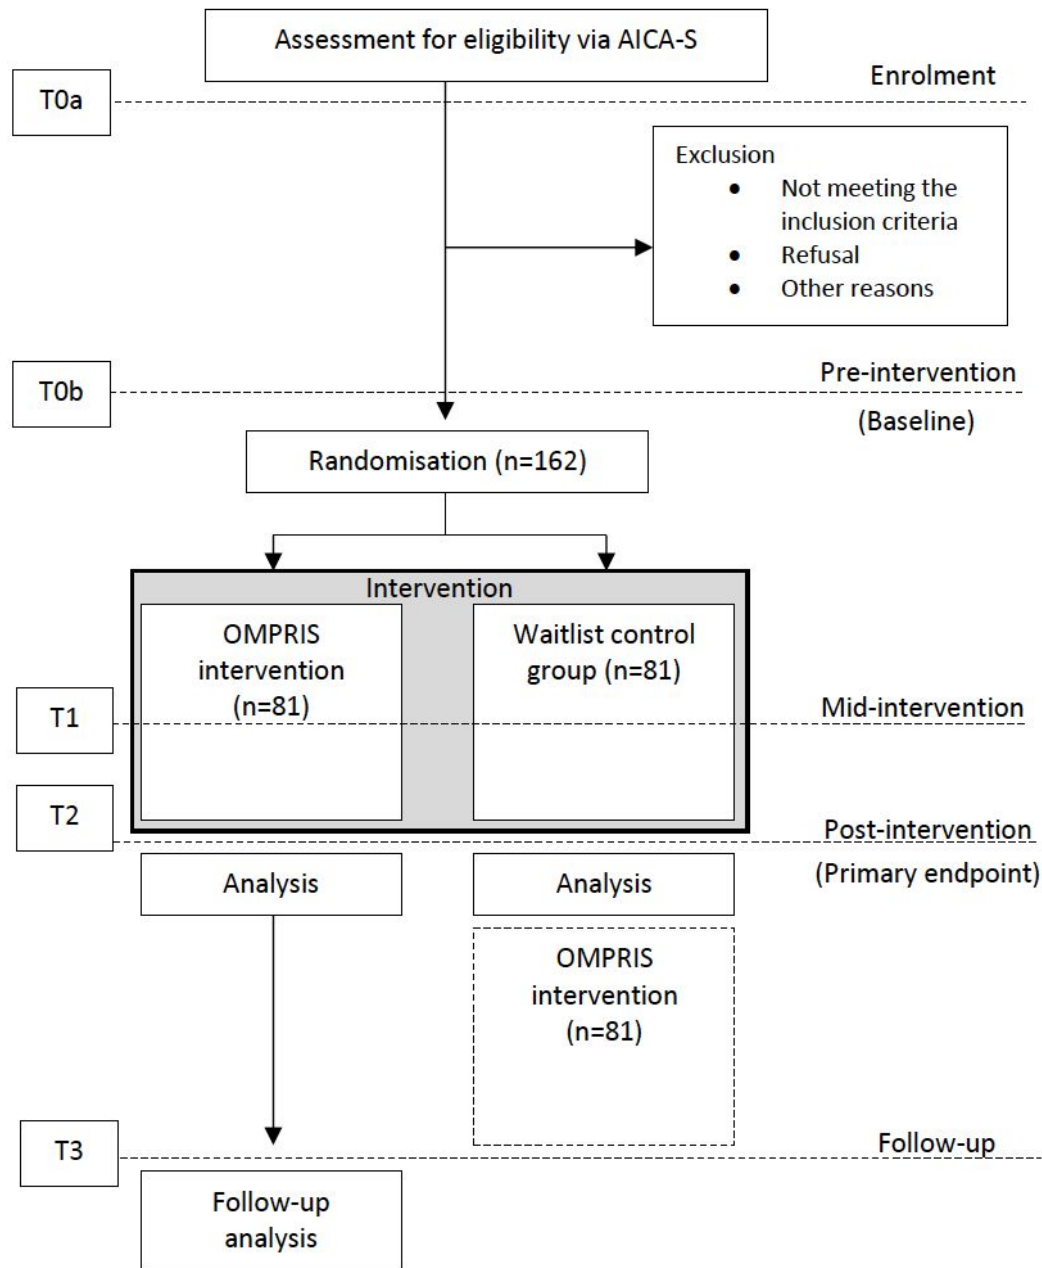 Assessment for eligibility via AICA-S
Enrolment
T0a
Exclusion
● Not meeting the
inclusion criteria
● Refusal
● Other reasons
Pre-intervention
T0b
(Baseline)
Randomisation (n=162)
Intervention
OMPRIS
intervention
(n=81)
Waitlist control
group (n=81)
T1
Mid-intervention
T2
Post-intervention
(Primary endpoint)
Analysis
Analysis
OMPRIS
intervention
(n=81)
T3
Follow-up
Follow-up
analysis